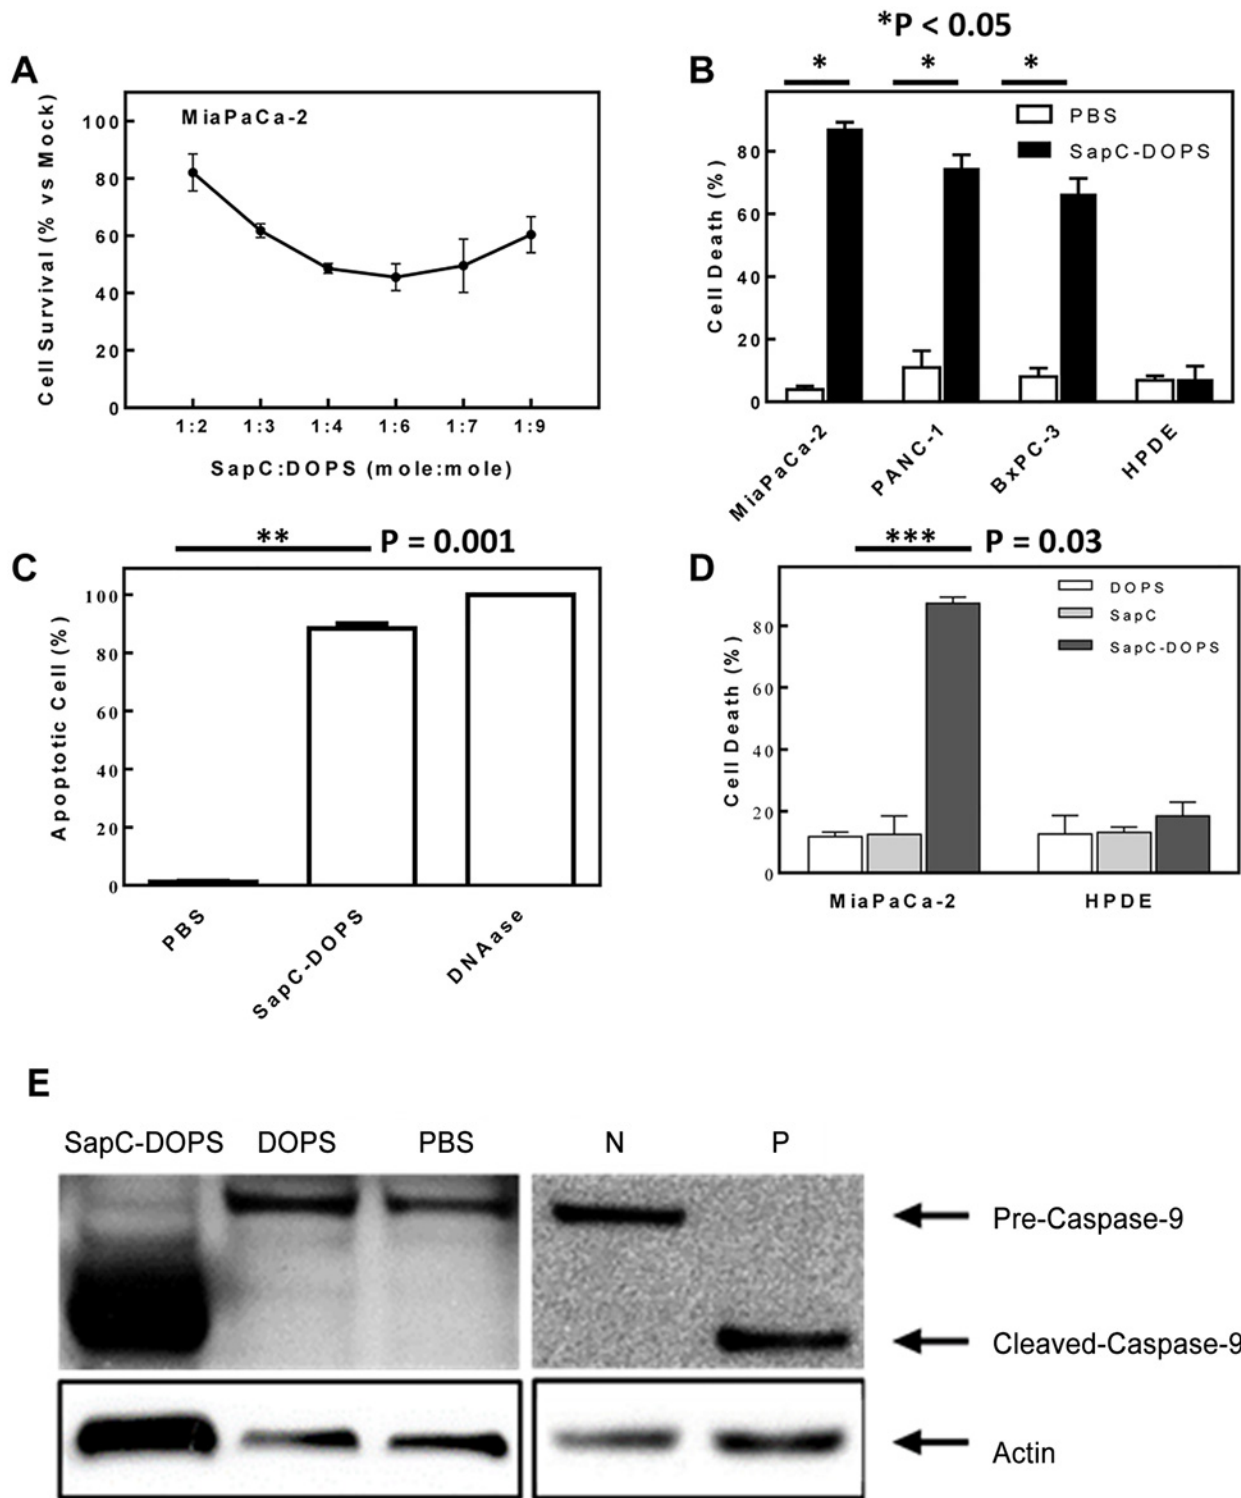 *P < 0.05
A
MiaPaCa-2
Cell Survival (% vs Mock)
100
80
60
40
20
0
1:2 1:3 1:4 1:6 1:7 1:9
SapC:DOPS (mole:mole)
B
* * *
PBS
SapC-DOPS
Cell Death (%)
80
60
40
20
0
MiaPaCa-2 PANC-1 BxPC-3 HPDE
C
** P = 0.001
Apoptotic Cell (%)
100
80
60
40
20
0
PBS SapC-DOPS DNAase
D
*** P = 0.03
DOPS
SapC
SapC-DOPS
Cell Death (%)
80
60
40
20
0
MiaPaCa-2 HPDE
E
SapC-DOPS DOPS PBS N P
Pre-Caspase-9
Cleaved-Caspase-9
Actin